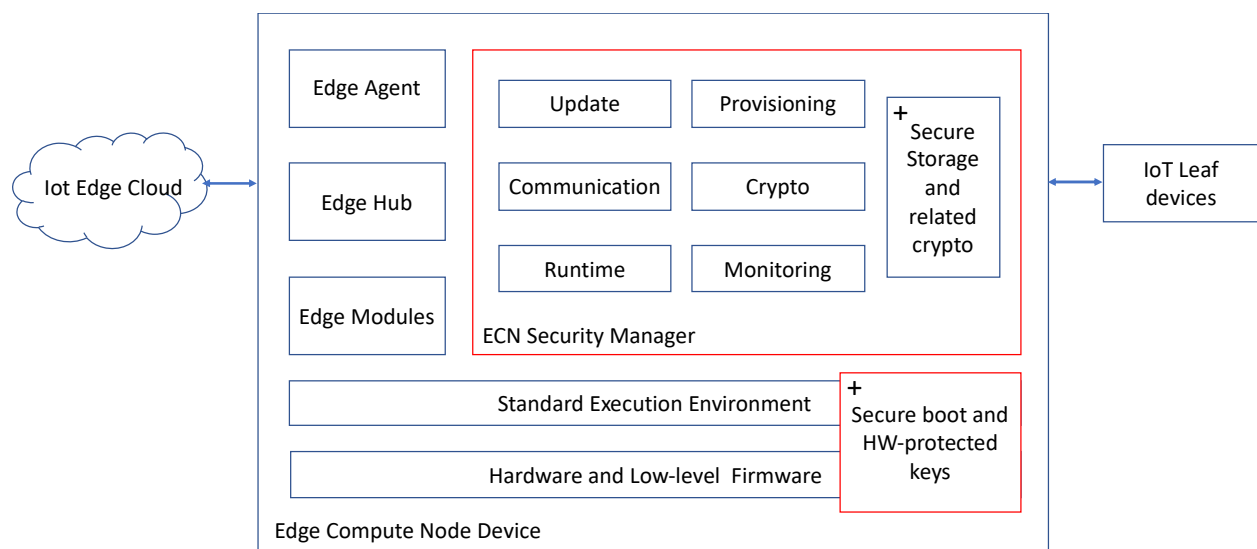 Iot Edge Cloud
Edge Agent
Edge Hub
Edge Modules
Update
Provisioning
Communication
Crypto
Runtime
Monitoring
+
Secure
Storage
and
related
crypto
ECN Security Manager
Standard Execution Environment
Hardware and Low-level Firmware
+
Secure boot and
HW-protected
keys
Edge Compute Node Device
IoT Leaf
devices